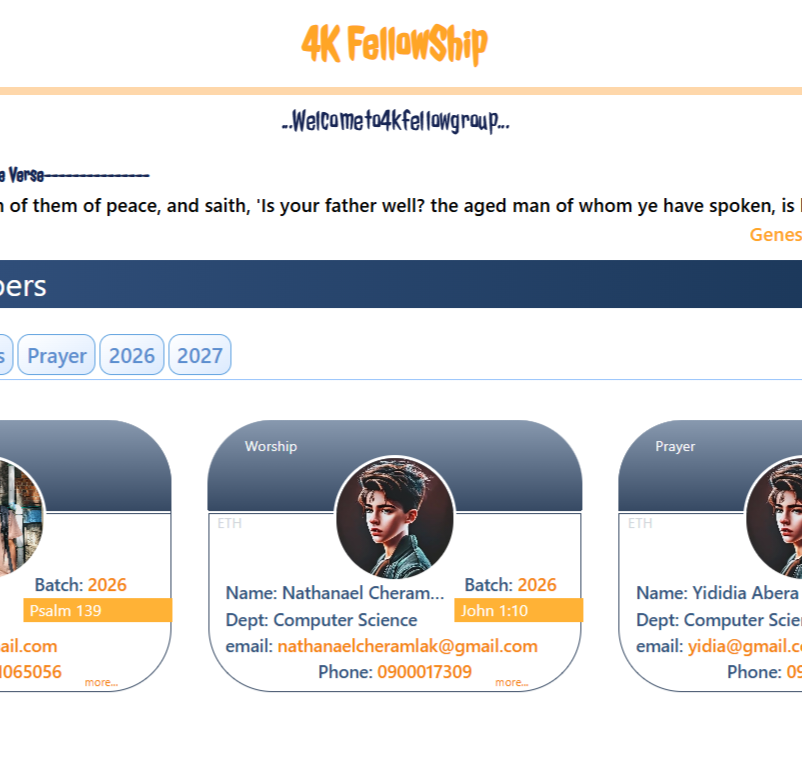 4K FellowShip
...Welcometo4kfellowgroup...
e Verse----------------
n of them of peace, and saith, 'Is your father well? the aged man of whom ye have spoken, is
Genes
bers
s Prayer 2026 2027
Worship
Prayer
ETH
ETH
Batch: 2026
Psalm 139
ail.com
1065056
more...
Name: Nathanael Cheram...
Batch: 2026
John 1:10
Dept: Computer Science
email: nathanaelcheramlak@gmail.com
Phone: 0900017309
more...
Name: Yididia Abera
Dept: Computer Scie
email: yidia@gmail.c
Phone: 09